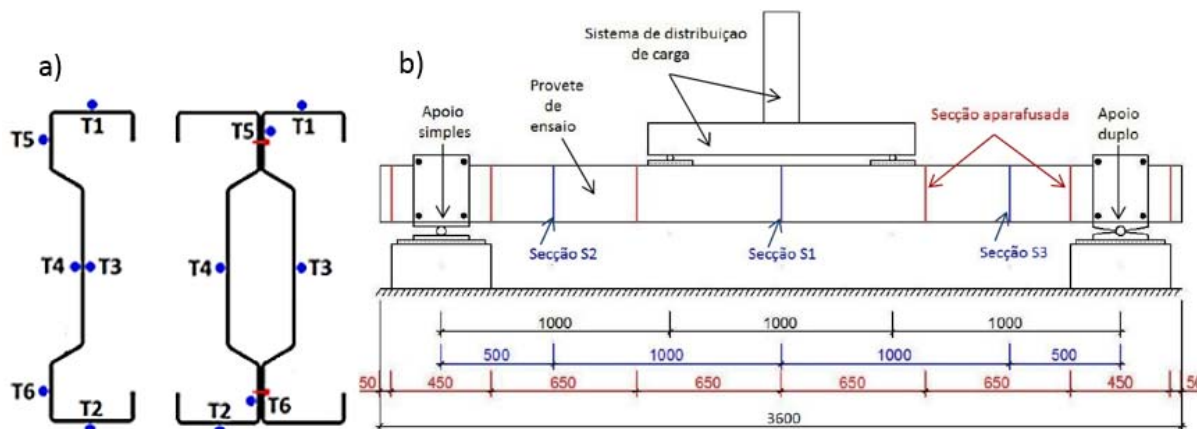 a)
T1
T5
T4
T3
T6
T2
T5
T1
T4
T3
T2
T6
b)
Sistema de distribuiçao
de carga
Provete
de
ensaio
Apoio
simples
Secção aparafusada
Apoio
duplo
Secção S2
Secção S1
Secção S3
1000 1000 1000
500 1000 1000 500
50 450 650 650 650 650 450 50
3600